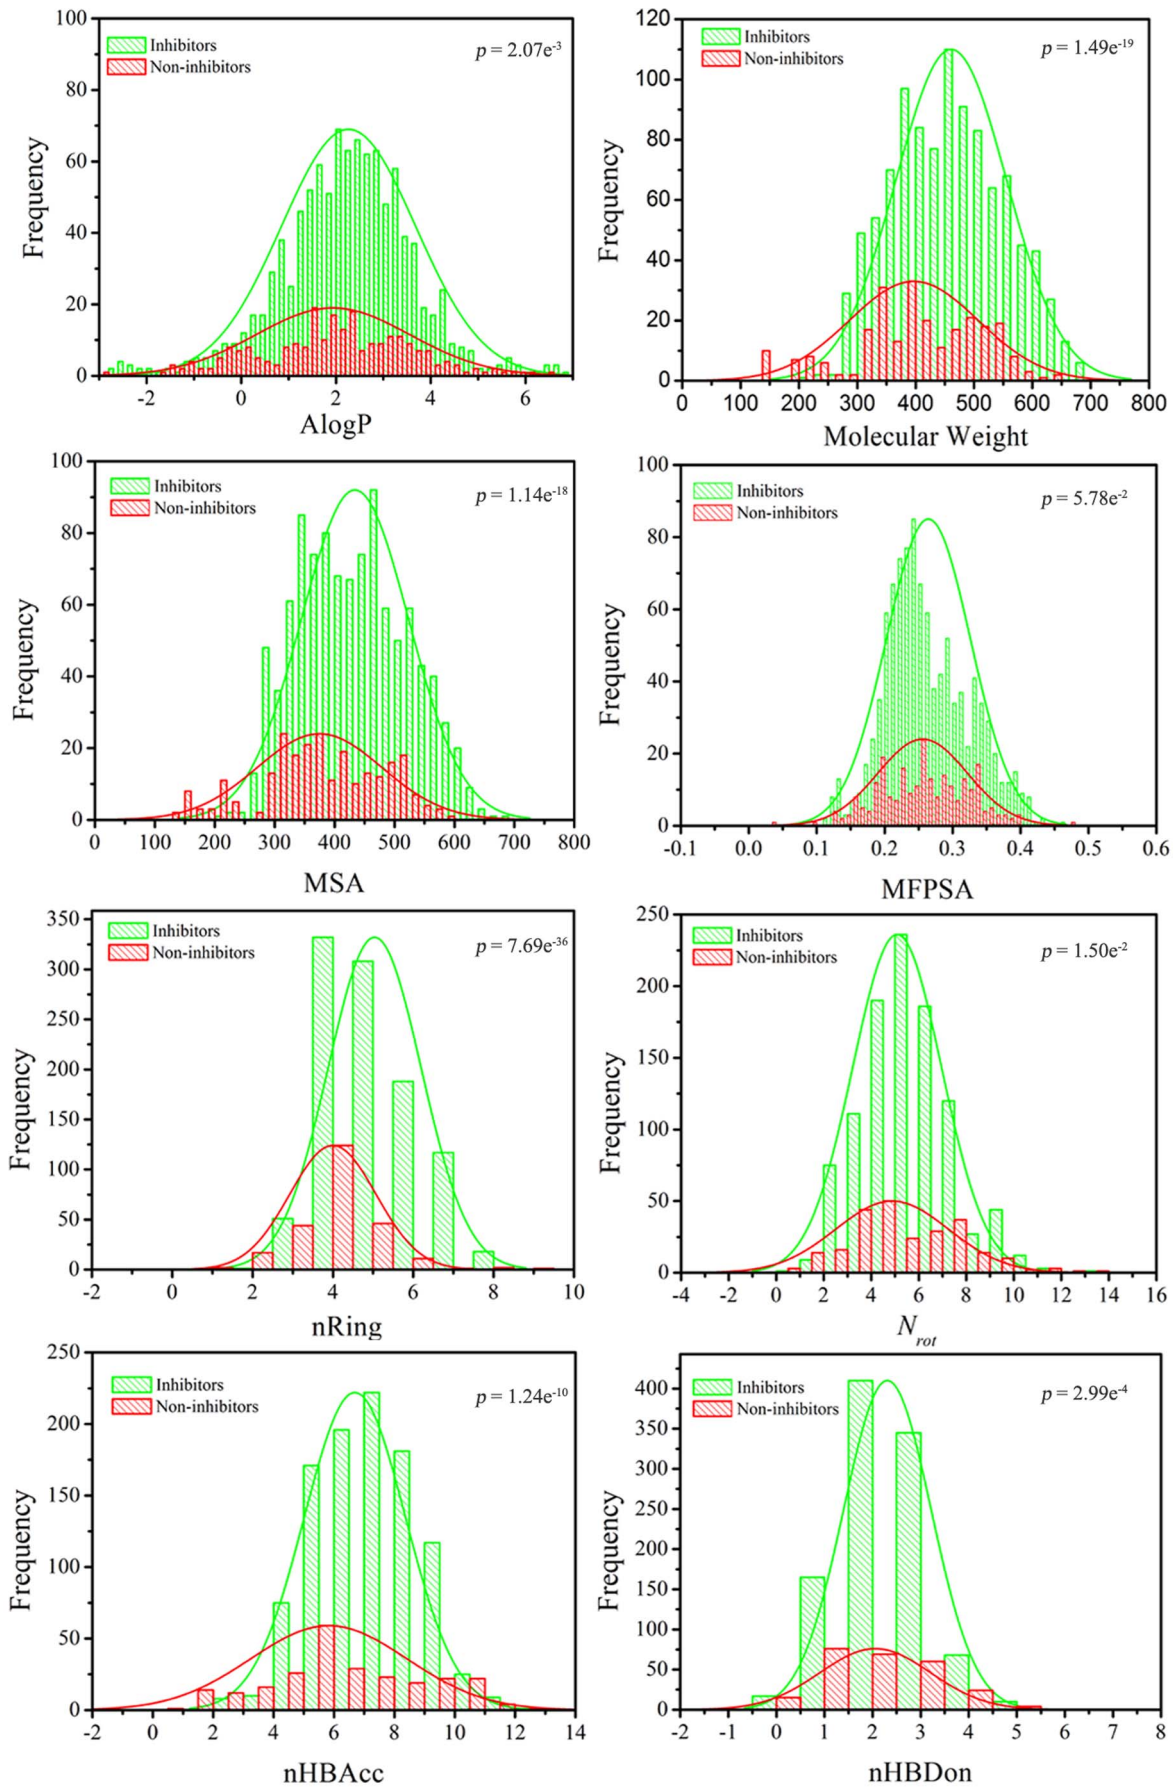 100
80
60
40
20
0
Frequency
Inhibitors
Non-inhibitors
p = 2.07e-3
-2 0 2 4 6
AlogP
120
100
80
60
40
20
0
Frequency
Inhibitors
Non-inhibitors
p = 1.49e-19
0 100 200 300 400 500 600 700 800
Molecular Weight
100
80
60
40
20
0
Frequency
Inhibitors
Non-inhibitors
p = 1.14e-18
0 100 200 300 400 500 600 700 800
MSA
100
80
60
40
20
0
Frequency
Inhibitors
Non-inhibitors
p = 5.78e-2
-0.1 0.0 0.1 0.2 0.3 0.4 0.5 0.6
MFPSA
350
300
250
200
150
100
50
0
Frequency
Inhibitors
Non-inhibitors
p = 7.69e-36
-2 0 2 4 6 8 10
nRing
250
200
150
100
50
0
Frequency
Inhibitors
Non-inhibitors
p = 1.50e-2
-4 -2 0 2 4 6 8 10 12 14 16
Nrot
250
200
150
100
50
0
Frequency
Inhibitors
Non-inhibitors
p = 1.24e-10
-2 0 2 4 6 8 10 12 14
nHBAcc
400
350
300
250
200
150
100
50
0
Frequency
Inhibitors
Non-inhibitors
p = 2.99e-4
-2 -1 0 1 2 3 4 5 6 7 8
nHBDon